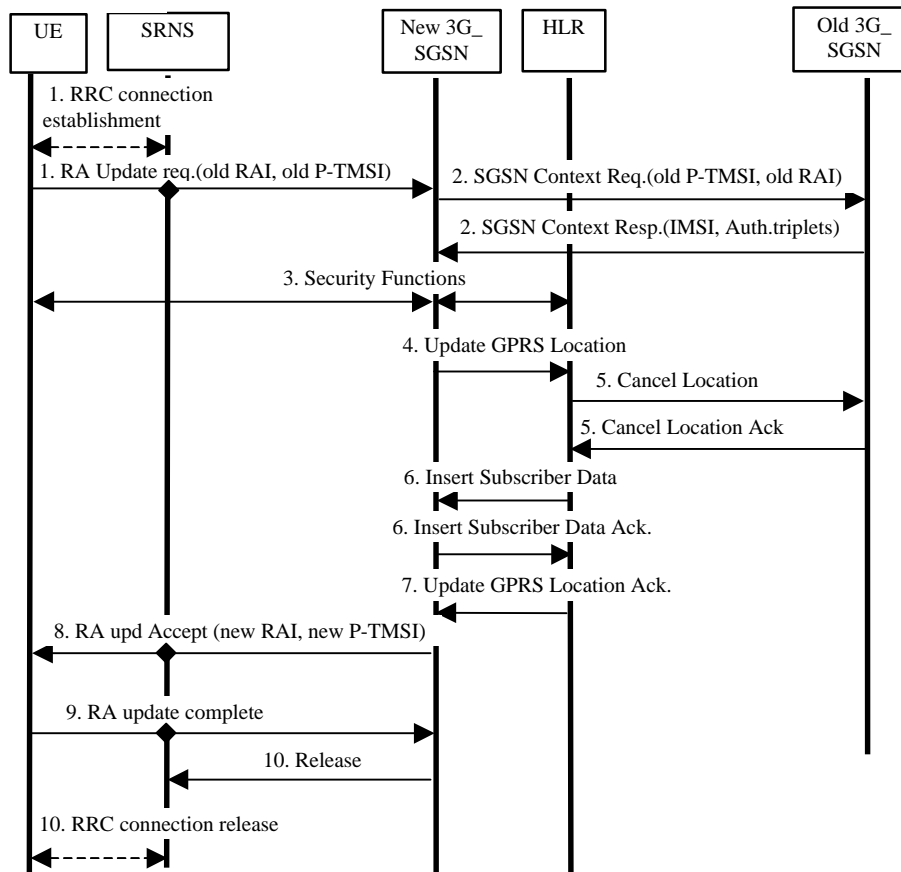 UE
SRNS
New 3G_
SGSN
HLR
Old 3G_
SGSN
1. RRC connection
establishment
1. RA Update req.(old RAI, old P-TMSI)
2. SGSN Context Req.(old P-TMSI, old RAI)
2. SGSN Context Resp.(IMSI, Auth.triplets)
3. Security Functions
4. Update GPRS Location
5. Cancel Location
5. Cancel Location Ack
6. Insert Subscriber Data
6. Insert Subscriber Data Ack.
7. Update GPRS Location Ack.
8. RA upd Accept (new RAI, new P-TMSI)
9. RA update complete
10. Release
10. RRC connection release